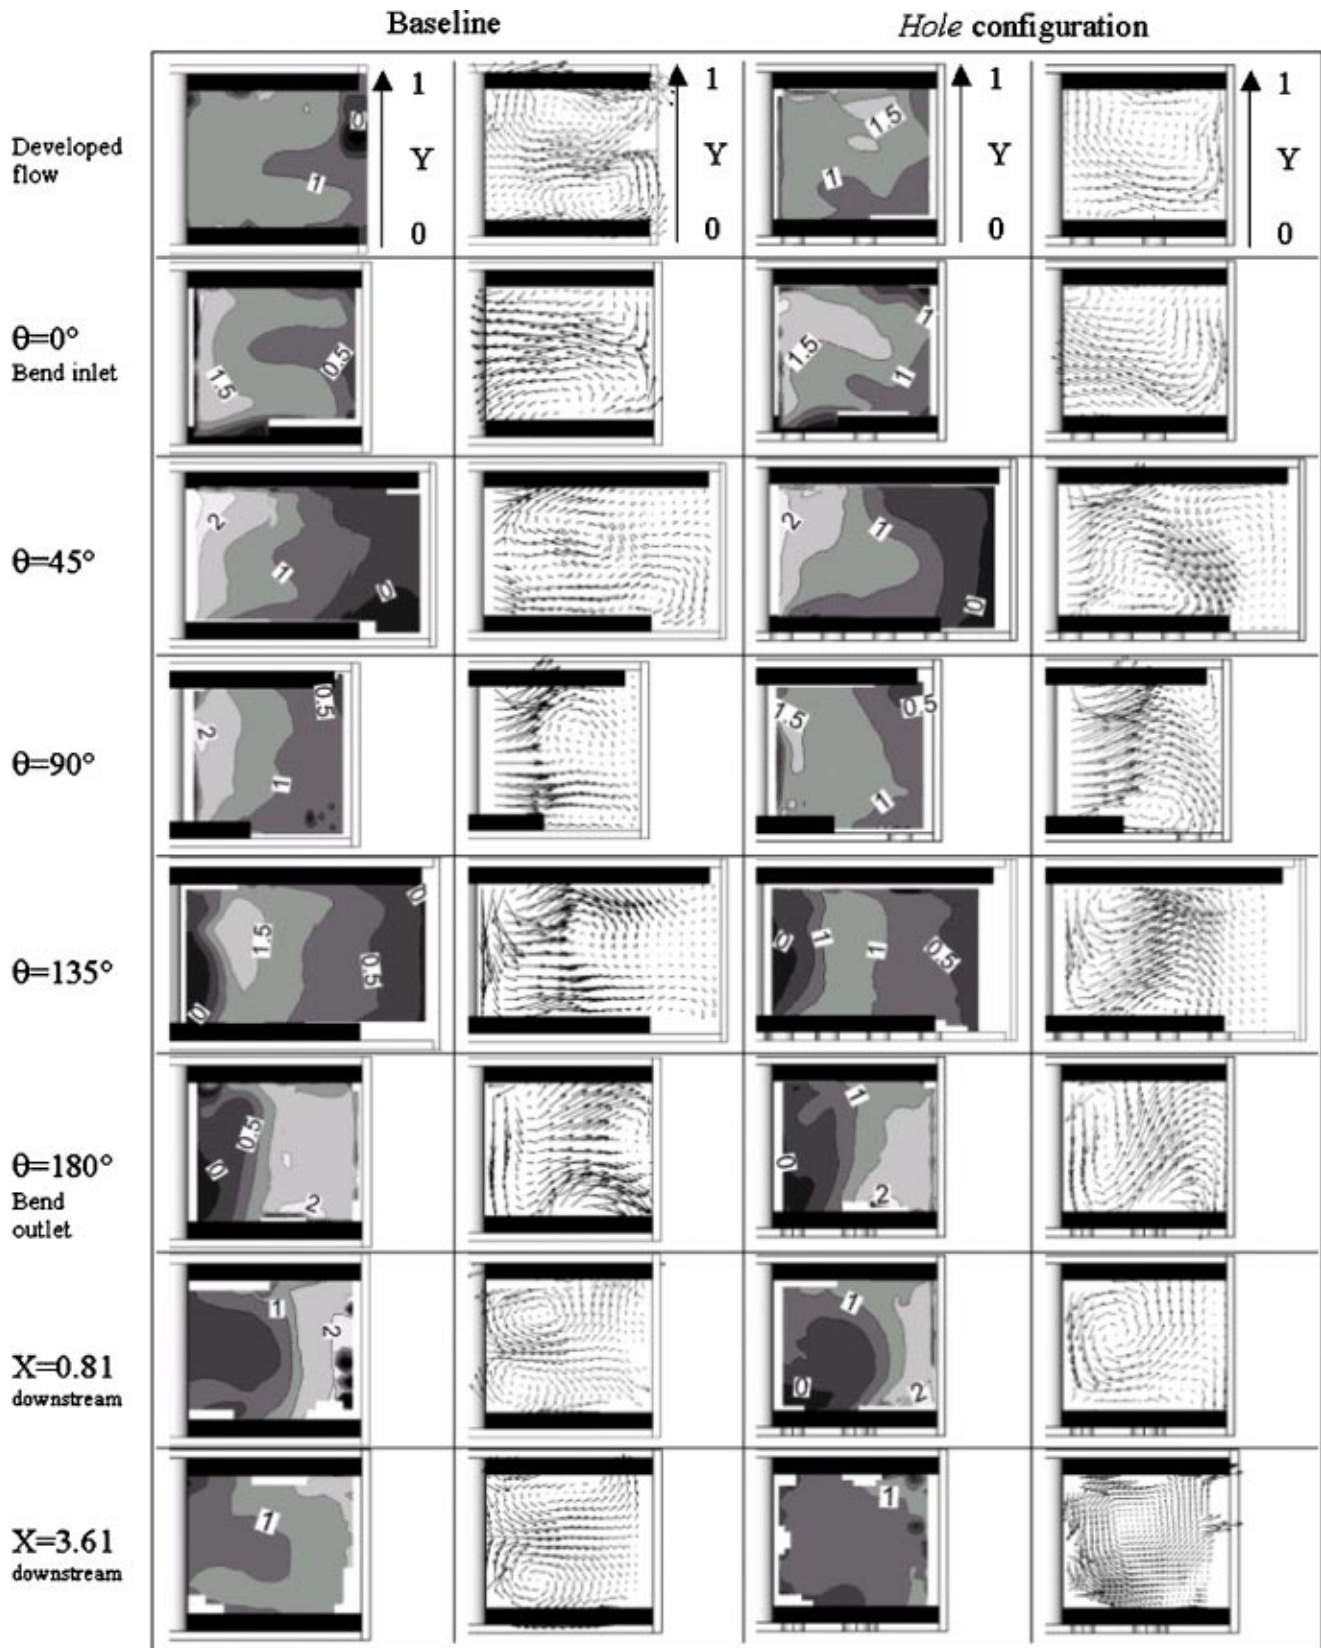 Baseline
Hole configuration
Developed flow
0
1
1
Y
0
1
Y
0
1.5
1
1
Y
0
1
Y
0
θ=0°
Bend inlet
1.5
0.5
1.5
1
1
θ=45°
2
1
0
2
1
0
θ=90°
2
1
0.5
1.5
1
0.5
θ=135°
0
1.5
0.5
0
0
1
1
0.5
θ=180°
Bend outlet
0
0.5
2
0
1
2
X=0.81
downstream
1
2
1
0
2
X=3.61
downstream
1
1